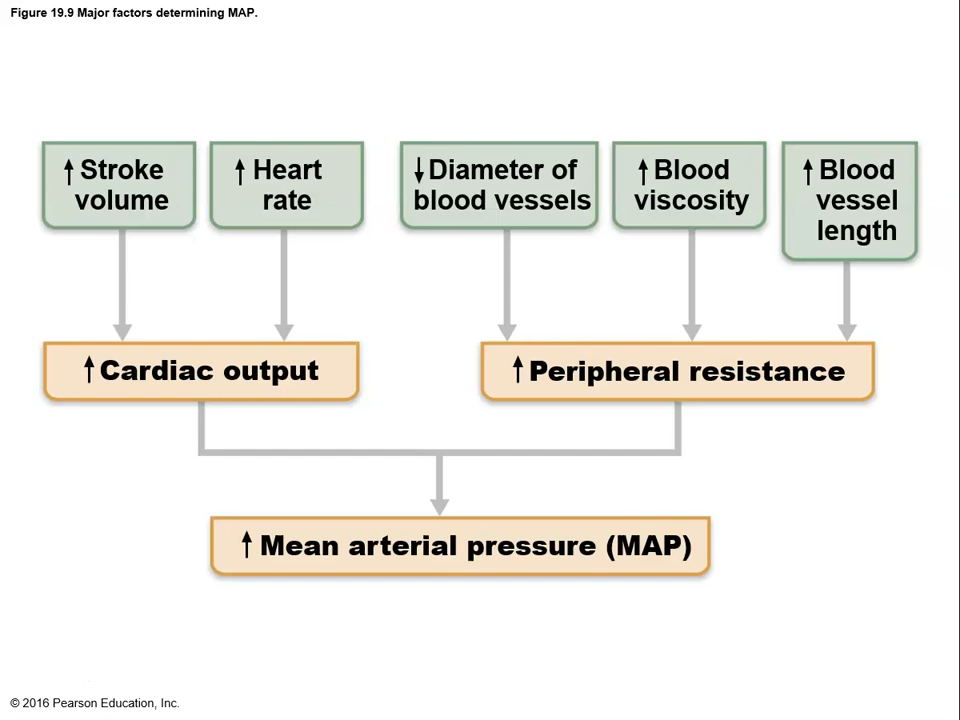 Figure 19.9 Major factors determining MAP.
↑ Stroke
volume
↑ Heart
rate
↓ Diameter of
blood vessels
↑ Blood
viscosity
↑ Blood
vessel
length
↑ Cardiac output
↑ Peripheral resistance
↑ Mean arterial pressure (MAP)
© 2016 Pearson Education, Inc.